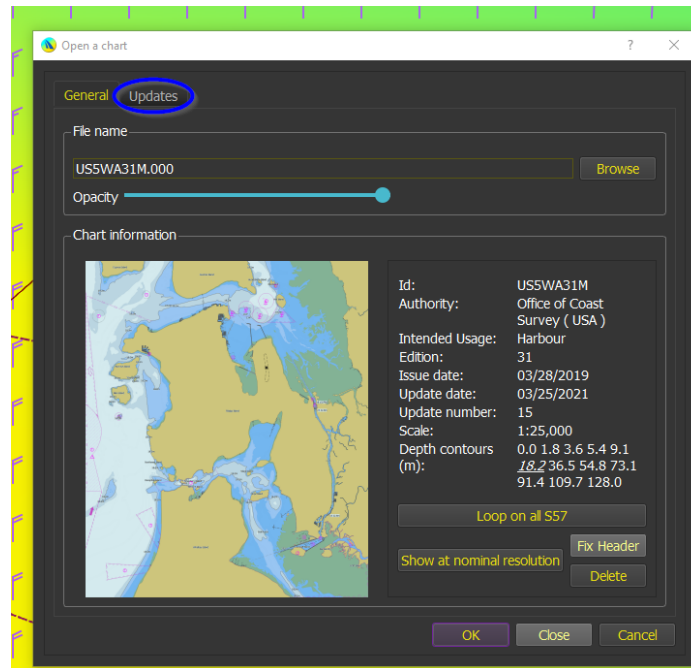 Open a chart
General Updates
File name
US5WA31M.000 Browse
Opacity
Chart information
Id: US5WA31M
Authority: Office of Coast
Survey ( USA )
Intended Usage: Harbour
Edition: 31
Issue date: 03/28/2019
Update date: 03/25/2021
Update number: 15
Scale: 1:25,000
Depth contours 0.0 1.8 3.6 5.4 9.1
(m): 18.2 36.5 54.8 73.1
91.4 109.7 128.0
Loop on all S57
Show at nominal resolution
Fix Header
Delete
OK Close Cancel